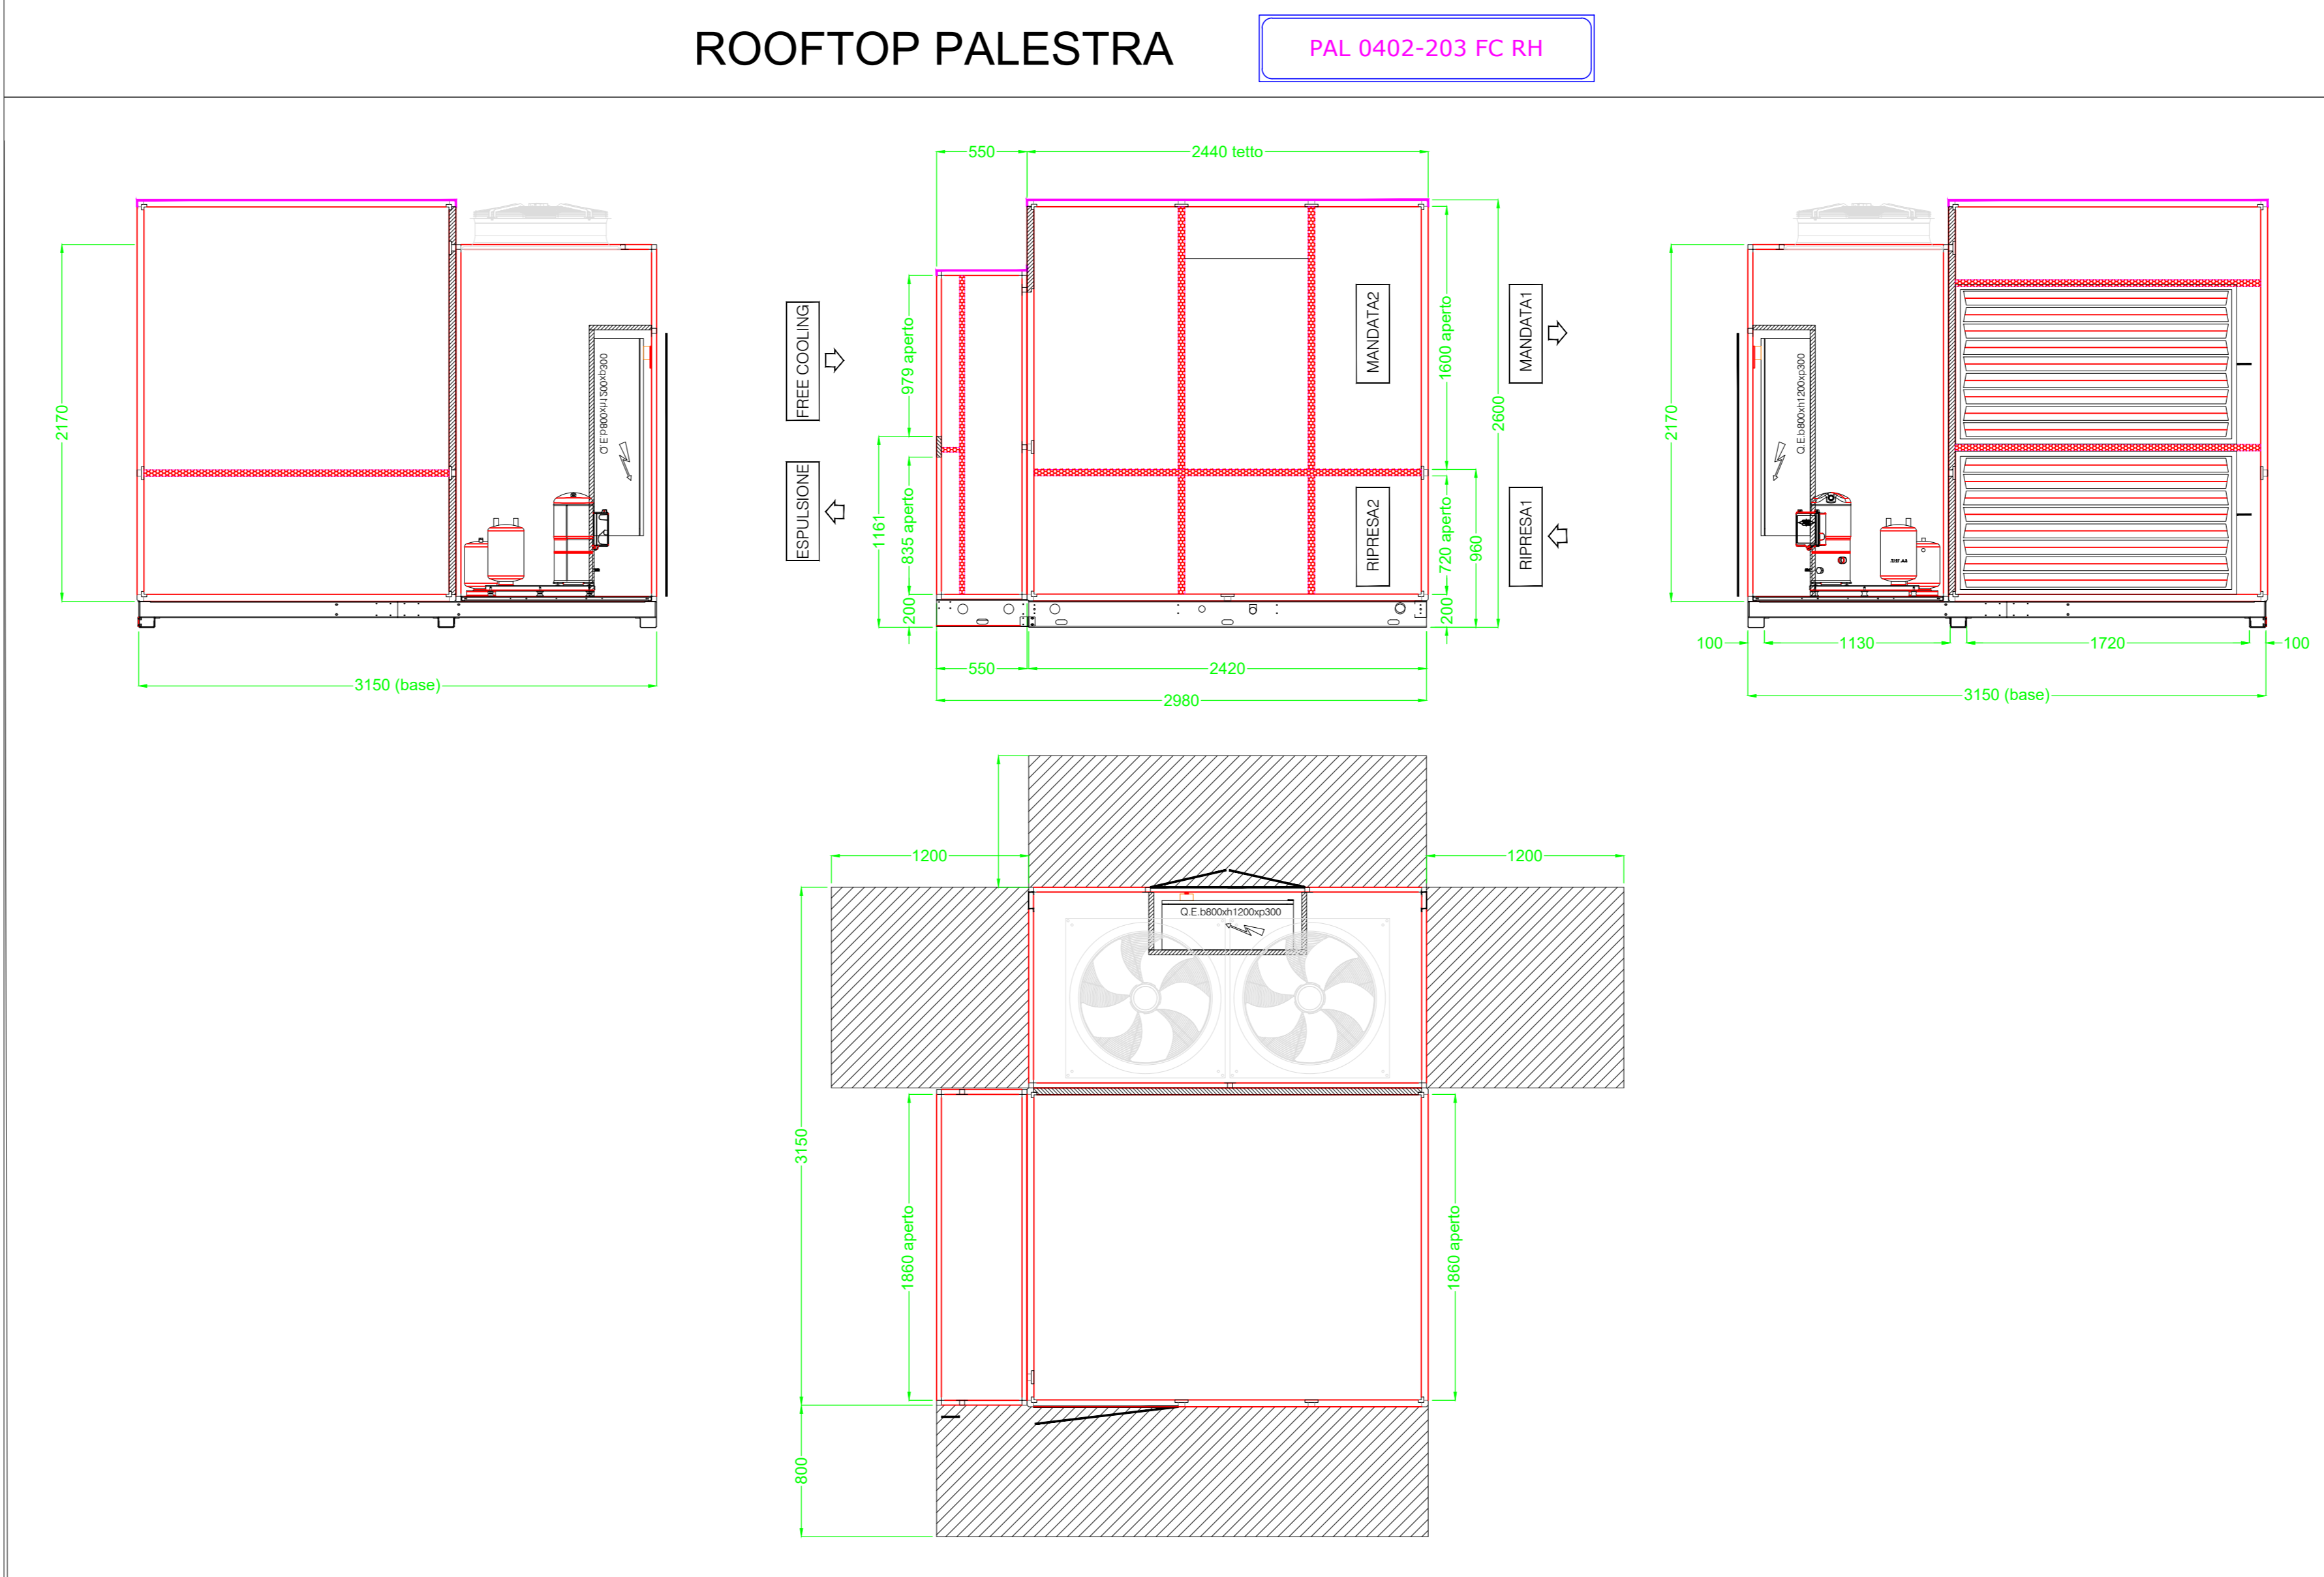 ROOFTOP PALESTRA
PAL 0402-203 FC RH
2170
Q.E.b800xh1200xp300
3150 (base)
550
2440 tetto
FREE COOLING
ESPULSIONE
979 aperto
835 aperto
1161
200
MANDATA2
RIPRESA2
1600 aperto
720 aperto
200
960
2600
MANDATA1
RIPRESA1
550
2420
2980
2170
Q.E.b800xh1200xp300
100
1130
1720
100
3150 (base)
1200
1200
Q.E.b800xh1200xp300
3150
1860 aperto
1860 aperto
800